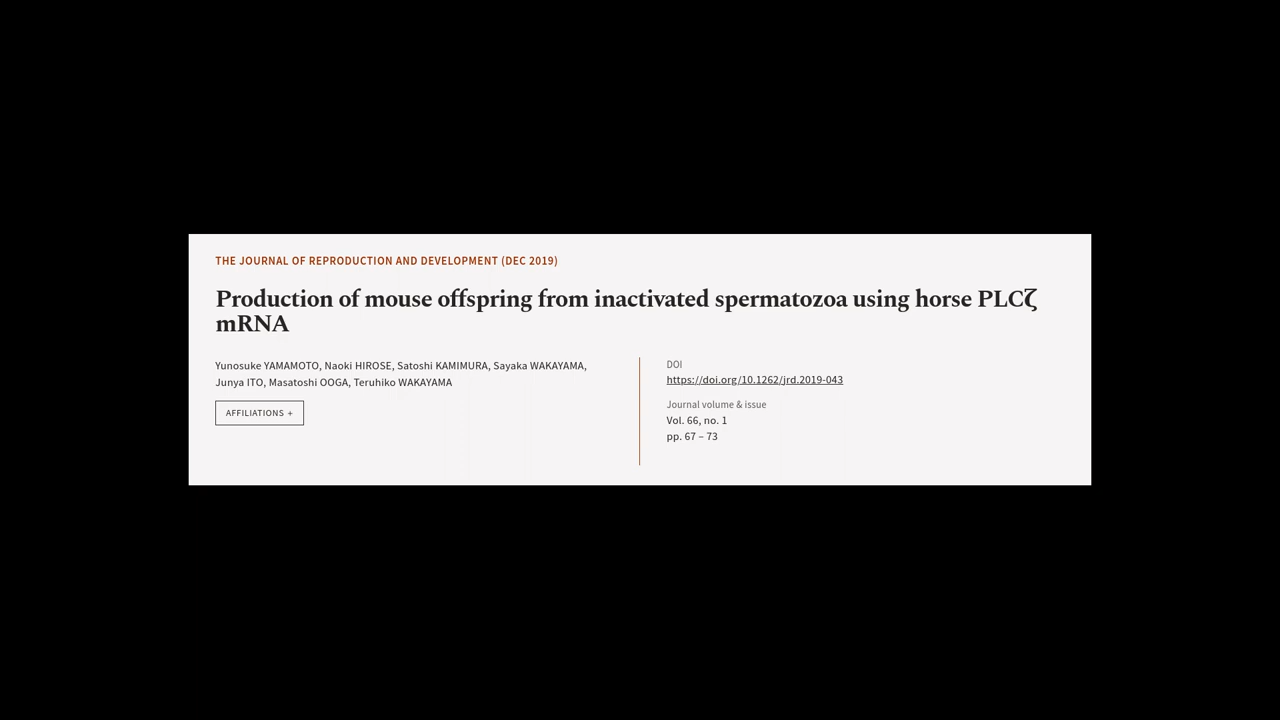 THE JOURNAL OF REPRODUCTION AND DEVELOPMENT (DEC 2019)
Production of mouse offspring from inactivated spermatozoa using horse PLCζ
mRNA
Yunosuke YAMAMOTO, Naoki HIROSE, Satoshi KAMIMURA, Sayaka WAKAYAMA,
Junya ITO, Masatoshi OOGA, Teruhiko WAKAYAMA
AFFILIATIONS +
DOI
https://doi.org/10.1262/jrd.2019-043
Journal volume & issue
Vol. 66, no. 1
pp. 67 – 73